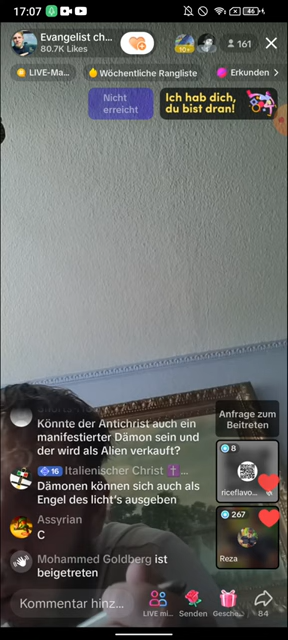 17:07
46
Evangelist ch...
80.7K Likes
90+
161
LIVE-Ma...
Wöchentliche Rangliste
Erkunden
Nicht
erreicht
Ich hab dich,
du bist dran!
Könnte der Antichrist auch ein
manifestierter Dämon sein und
der wird als Alien verkauft?
16 Italienischer Christ ...
Dämonen können sich auch als
Engel des licht's ausgeben
Assyrian
C
Mohammed Goldberg ist
beigetreten
Anfrage zum
Beitreten
8
riceflavo...
267
Reza
Kommentar hinz...
LIVE mi...
Senden
Gesche...
84